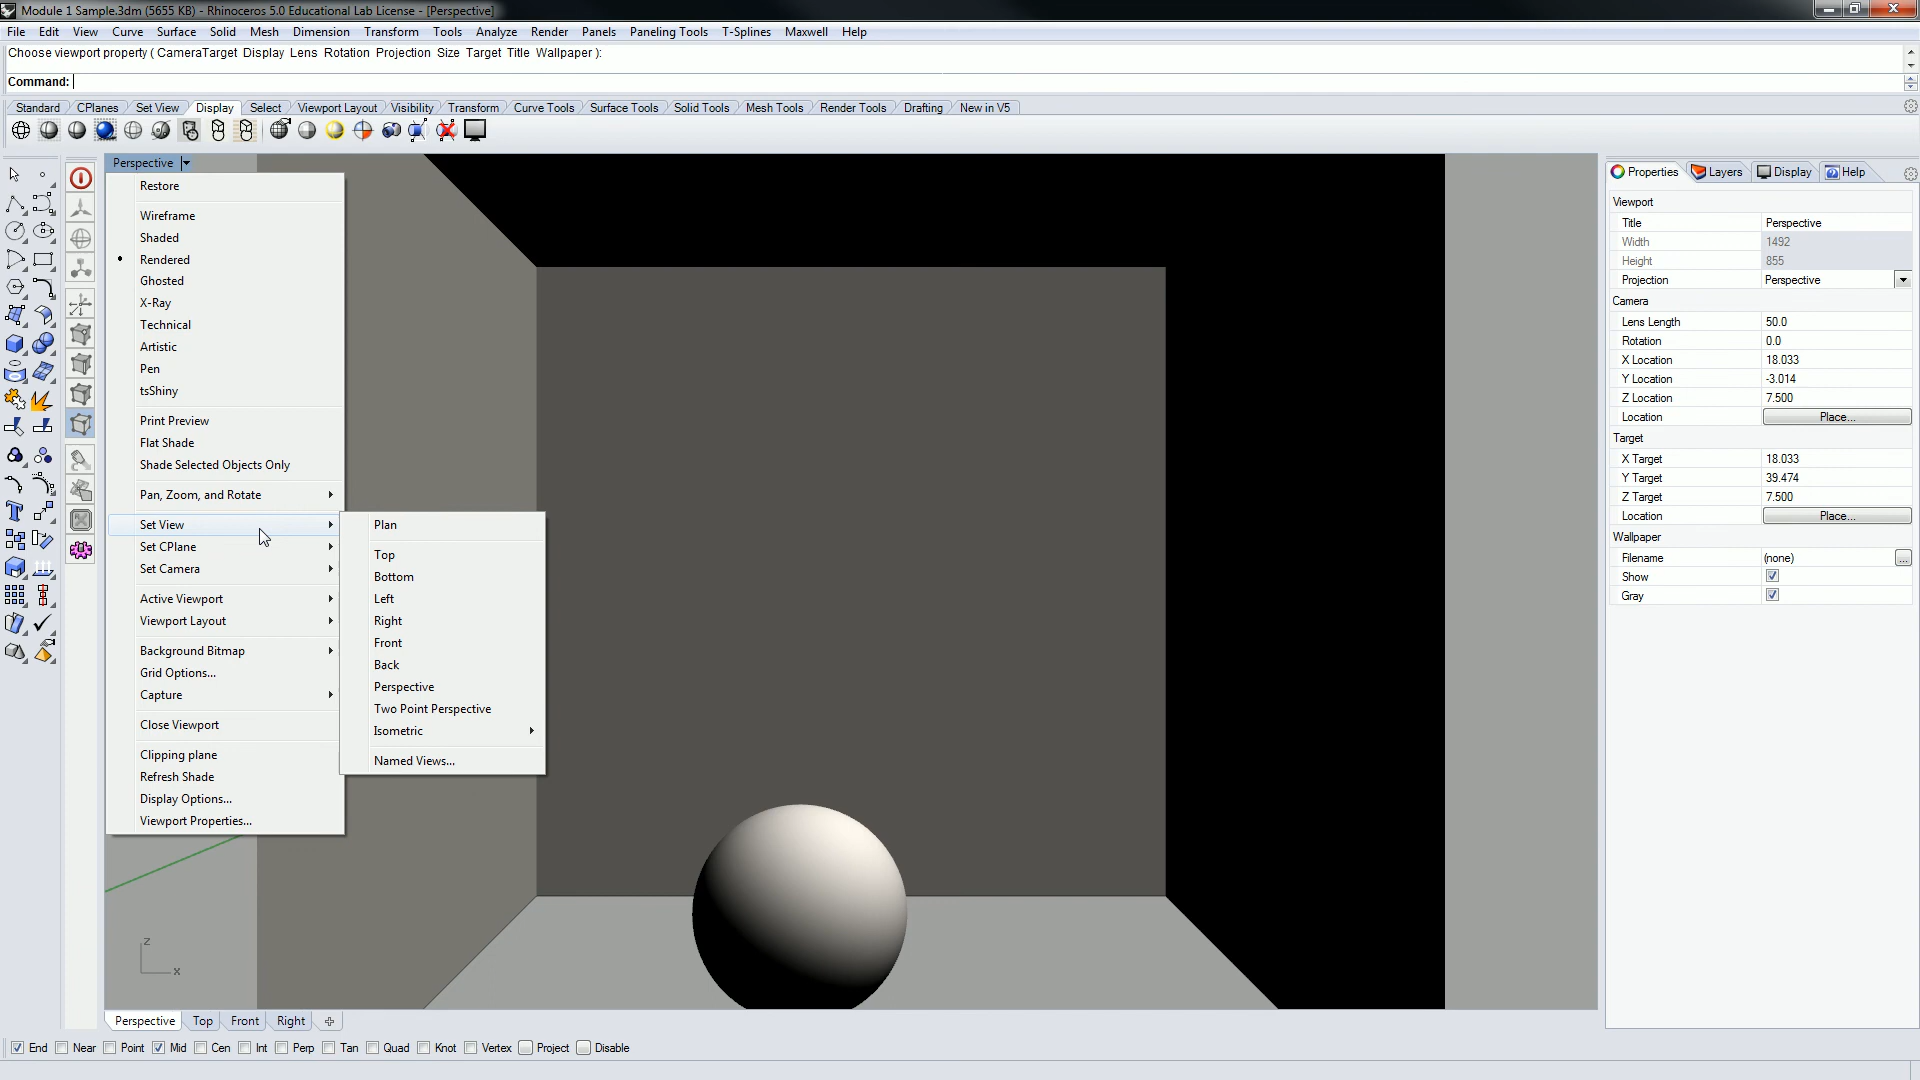 Module 1 Sample.3dm (5655 KB) - Rhinoceros 5.0 Educational Lab License - [Perspective]
File Edit View Curve Surface Solid Mesh Dimension Transform Tools Analyze Render Panels Paneling Tools T-Splines Maxwell Help
Choose viewport property ( CameraTarget Display Lens Rotation Projection Size Target Title Wallpaper ):
Command:
Standard CPlanes Set View Display Select Viewport Layout Visibility Transform Curve Tools Surface Tools Solid Tools Mesh Tools Render Tools Drafting New in V5
Perspective
Restore
Wireframe
Shaded
Rendered
Ghosted
X-Ray
Technical
Artistic
Pen
tsShiny
Print Preview
Flat Shade
Shade Selected Objects Only
Pan, Zoom, and Rotate
Set View
Set CPlane
Set Camera
Active Viewport
Viewport Layout
Background Bitmap
Grid Options...
Capture
Close Viewport
Clipping plane
Refresh Shade
Display Options...
Viewport Properties...
Plan
Top
Bottom
Left
Right
Front
Back
Perspective
Two Point Perspective
Isometric
Named Views...
z
x
Properties Layers Display Help
Viewport
Title Perspective
Width 1492
Height 855
Projection Perspective
Camera
Lens Length 50.0
Rotation 0.0
X Location 18.033
Y Location -3.014
Z Location 7.500
Location Place...
Target
X Target 18.033
Y Target 39.474
Z Target 7.500
Location Place...
Wallpaper
Filename (none) ...
Show
Gray
Perspective Top Front Right
End Near Point Mid Cen Int Perp Tan Quad Knot Vertex Project Disable